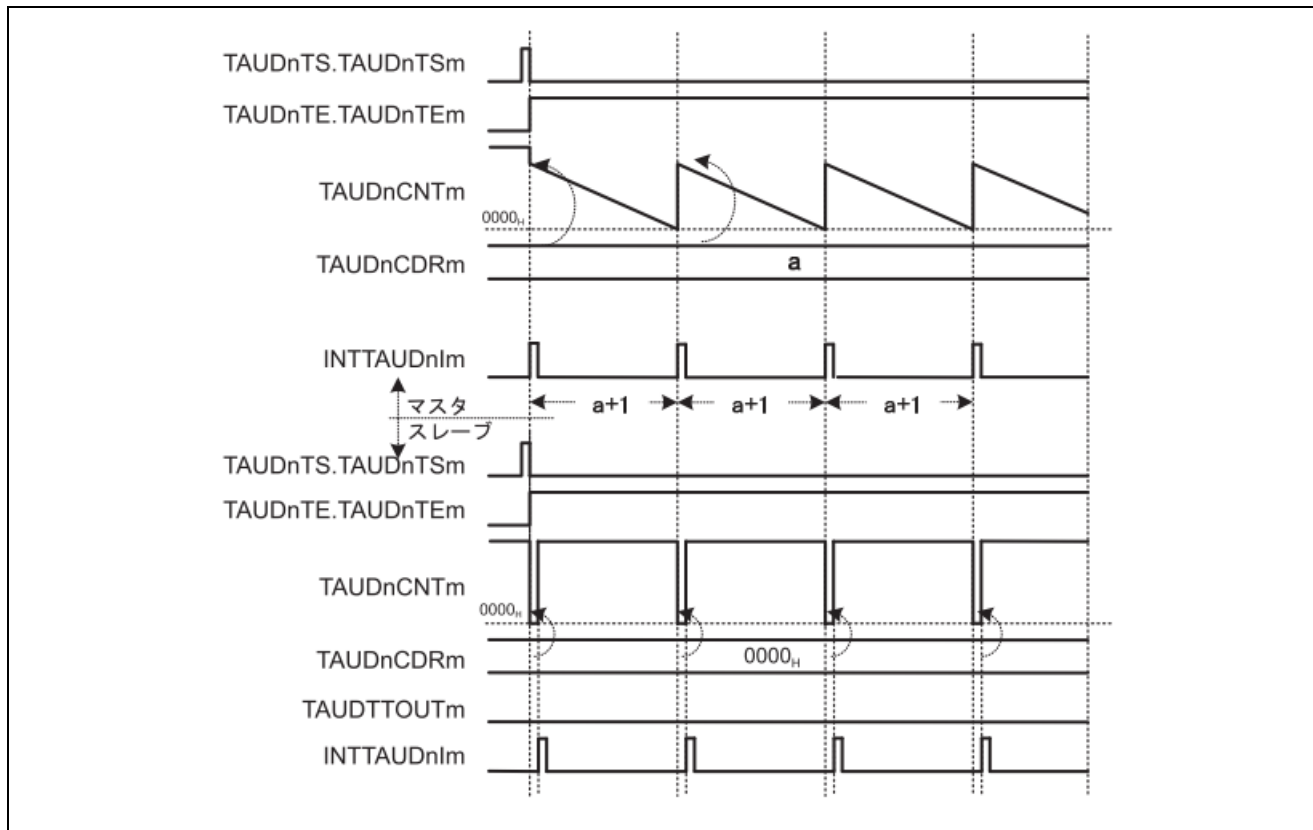 TAUDnTS.TAUDnTSm
TAUDnTE.TAUDnTEm
TAUDnCNTm
0000H
TAUDnCDRm
a
INTTAUDnIm
a+1 a+1 a+1
マスタ
スレーブ
TAUDnTS.TAUDnTSm
TAUDnTE.TAUDnTEm
TAUDnCNTm
0000H
TAUDnCDRm
0000H
TAUDTTOUTm
INTTAUDnIm